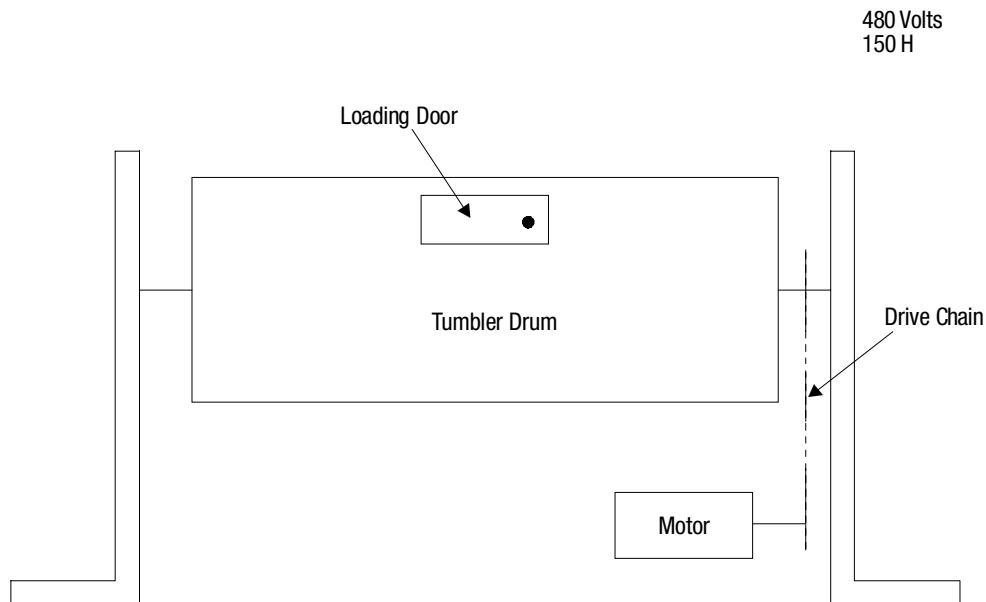 480 Volts
150 H
Loading Door
Tumbler Drum
Drive Chain
Motor